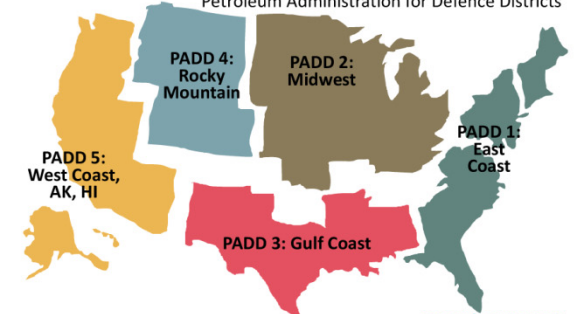 Petroleum Administration for Defence Districts
PADD 4:
Rocky
Mountain
PADD 2:
Midwest
PADD 1:
East
Coast
PADD 5:
West Coast,
AK, HI
PADD 3: Gulf Coast